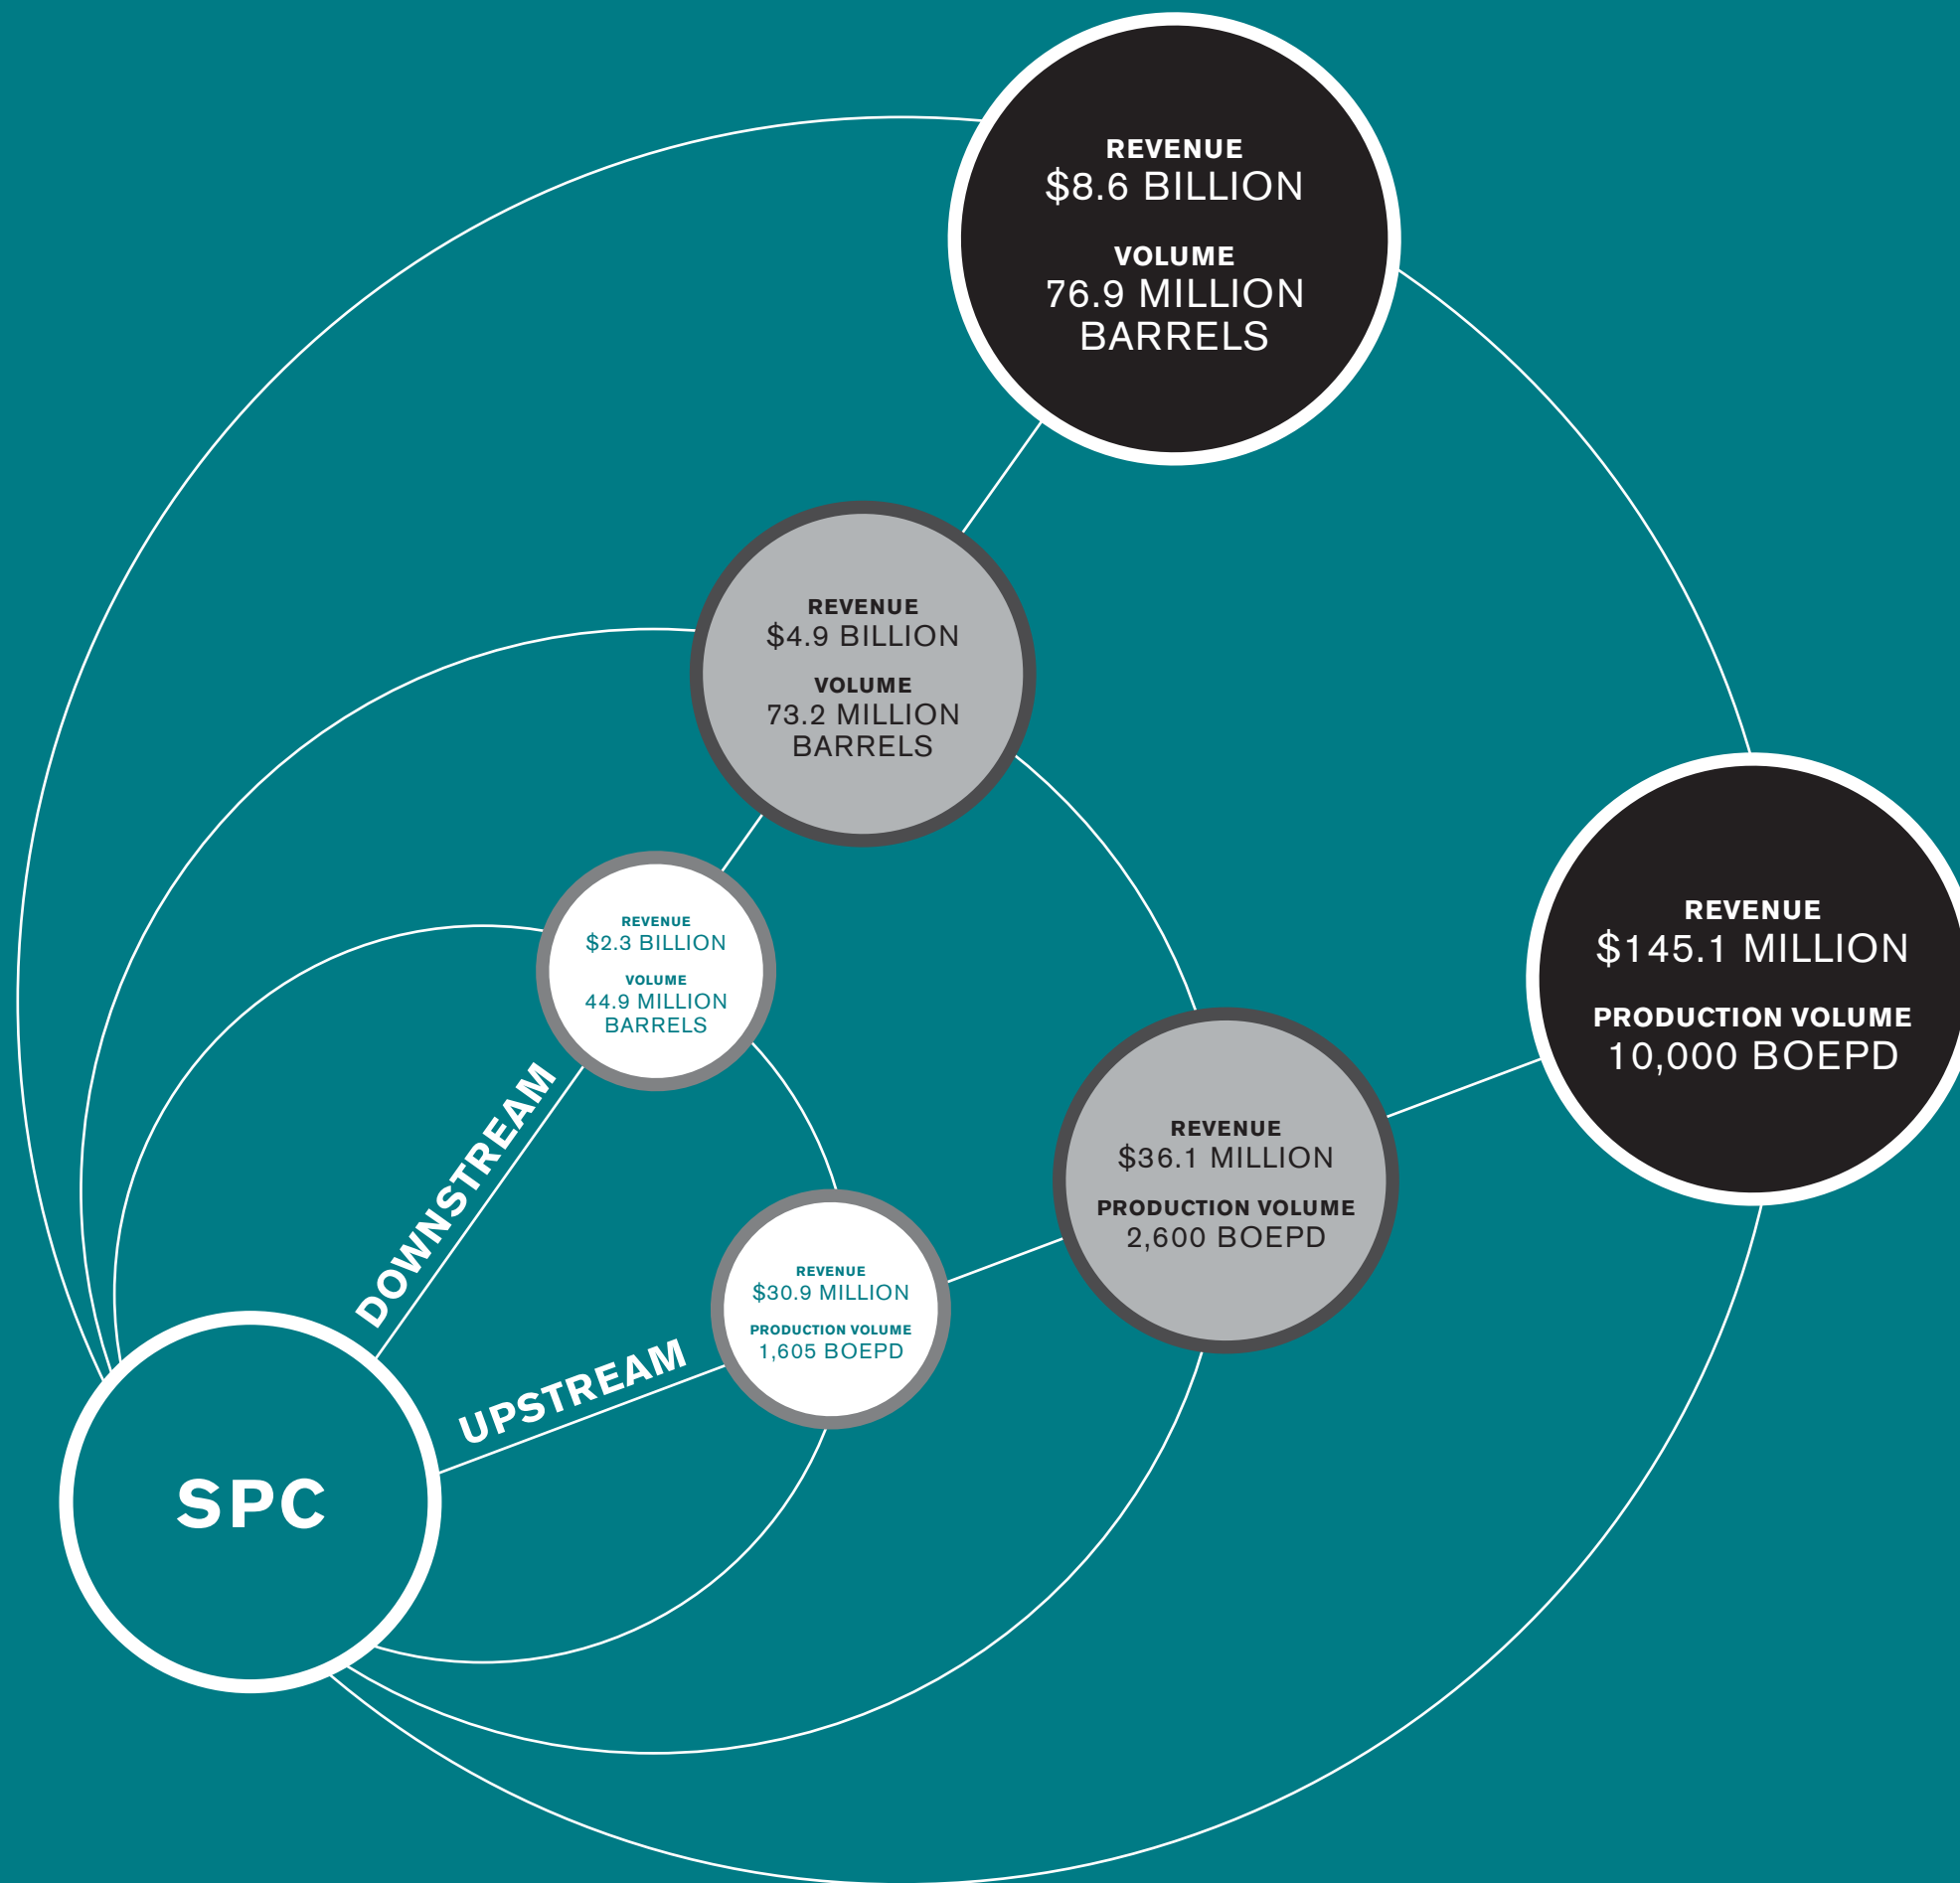 REVENUE
$8.6 BILLION
VOLUME
76.9 MILLION
BARRELS
REVENUE
$4.9 BILLION
VOLUME
73.2 MILLION
BARRELS
REVENUE
$2.3 BILLION
VOLUME
44.9 MILLION
BARRELS
DOWNSTREAM
REVENUE
$145.1 MILLION
PRODUCTION VOLUME
10,000 BOEPD
REVENUE
$36.1 MILLION
PRODUCTION VOLUME
2,600 BOEPD
REVENUE
$30.9 MILLION
PRODUCTION VOLUME
1,605 BOEPD
UPSTREAM
SPC